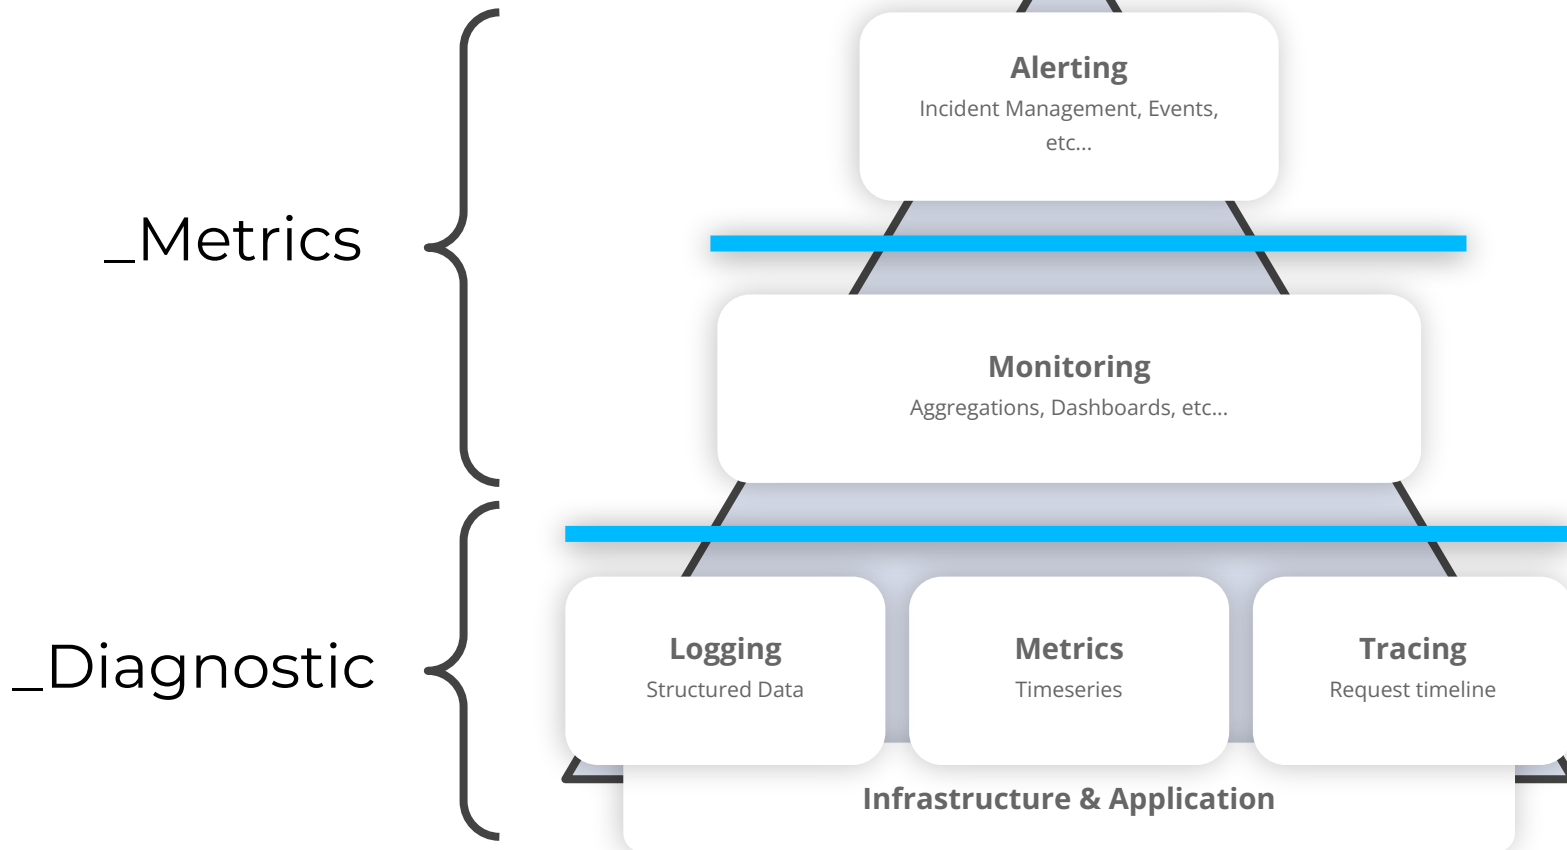 Alerting
Incident Management, Events,
etc...
_Metrics
Monitoring
Aggregations, Dashboards, etc...
_Diagnostic
Logging
Structured Data
Metrics
Timeseries
Tracing
Request timeline
Infrastructure & Application